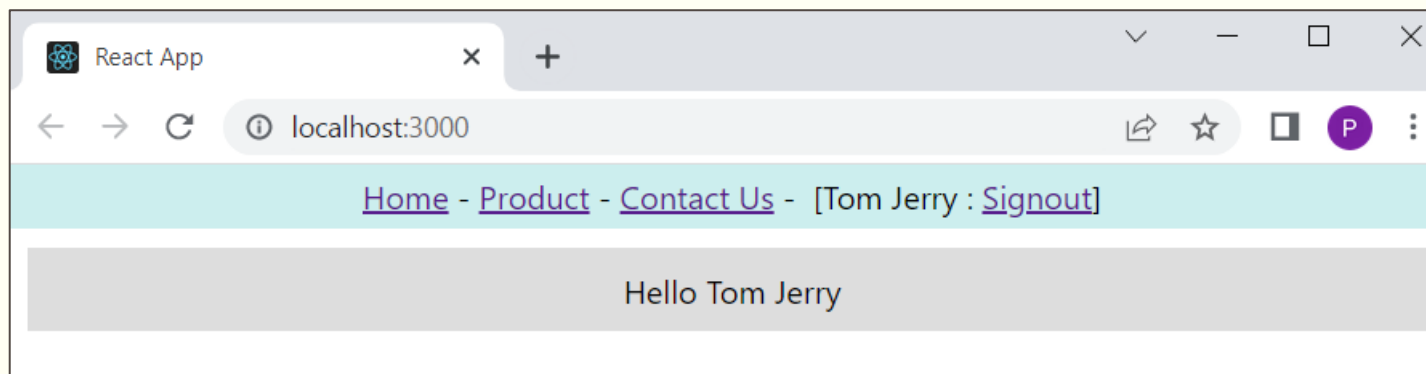 React App
localhost:3000
P
Home - Product - Contact Us - [Tom Jerry : Signout]
Hello Tom Jerry